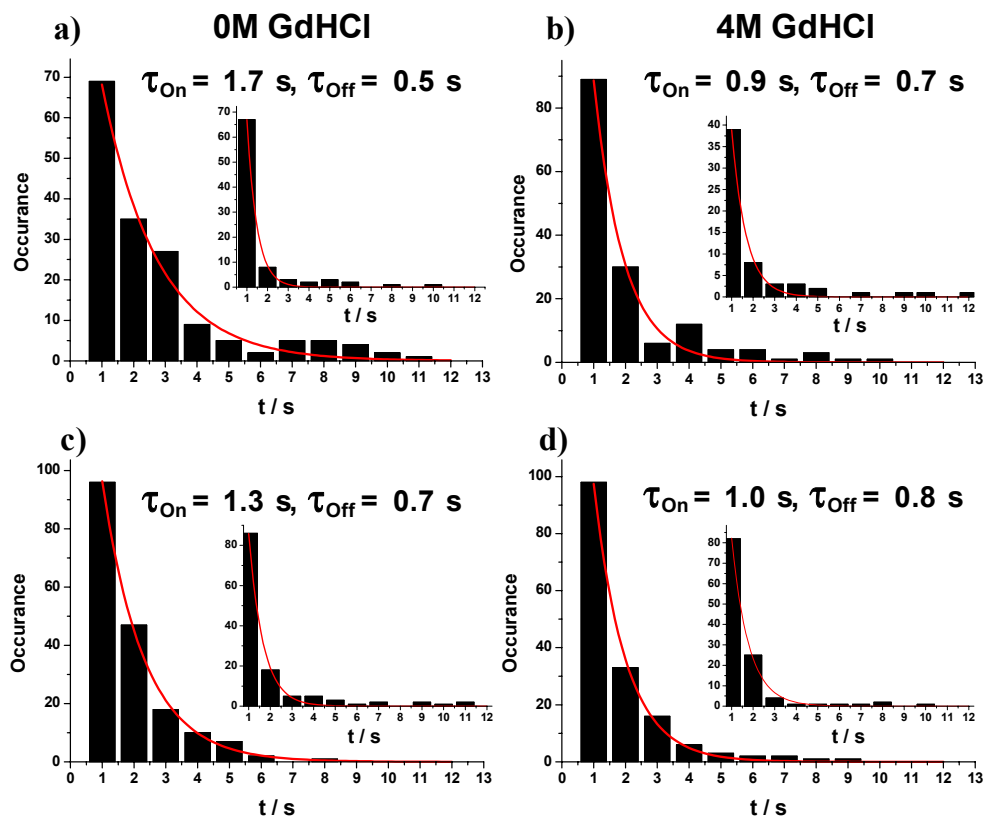 a)
0M GdHCl
τOn = 1.7 s, τOff = 0.5 s
Occurance
70
60
50
40
30
20
10
0
0 1 2 3 4 5 6 7 8 9 10 11 12 13
t / s
70
60
50
40
30
20
10
0
1 2 3 4 5 6 7 8 9 10 11 12
t / s
b)
4M GdHCl
τOn = 0.9 s, τOff = 0.7 s
Occurance
80
60
40
20
0
0 1 2 3 4 5 6 7 8 9 10 11 12 13
t / s
40
35
30
25
20
15
10
5
0
1 2 3 4 5 6 7 8 9 10 11 12
t / s
c)
τOn = 1.3 s, τOff = 0.7 s
Occurance
100
80
60
40
20
0
0 1 2 3 4 5 6 7 8 9 10 11 12 13
t / s
80
60
40
20
0
1 2 3 4 5 6 7 8 9 10 11 12
t / s
d)
τOn = 1.0 s, τOff = 0.8 s
Occurance
100
80
60
40
20
0
0 1 2 3 4 5 6 7 8 9 10 11 12 13
t / s
80
70
60
50
40
30
20
10
0
1 2 3 4 5 6 7 8 9 10 11 12
t / s